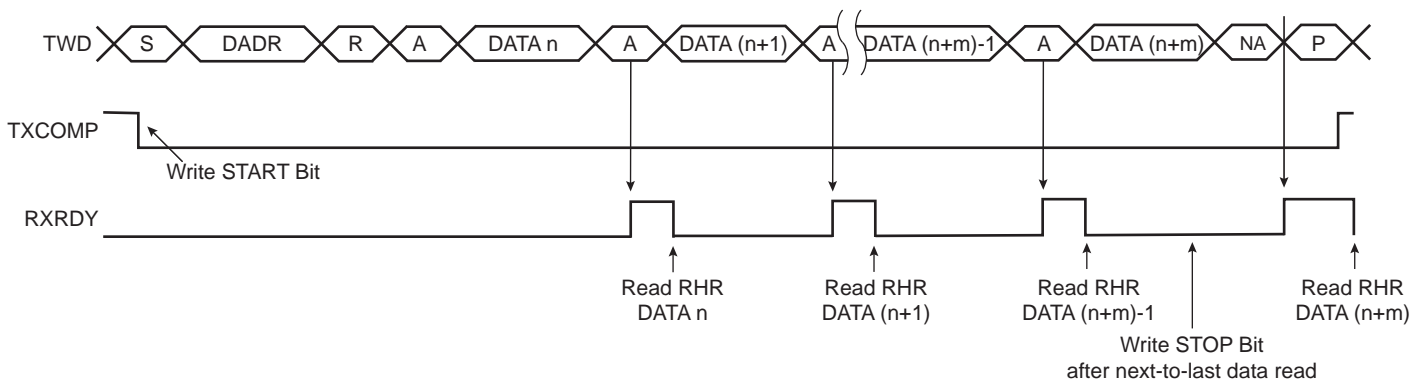 TWD S DADR R A DATA n A DATA (n+1) A DATA (n+m)-1 A DATA (n+m) NA P
TXCOMP
Write START Bit
RXRDY
Read RHR
DATA n
Read RHR
DATA (n+1)
Read RHR
DATA (n+m)-1
Read RHR
DATA (n+m)
Write STOP Bit
after next-to-last data read